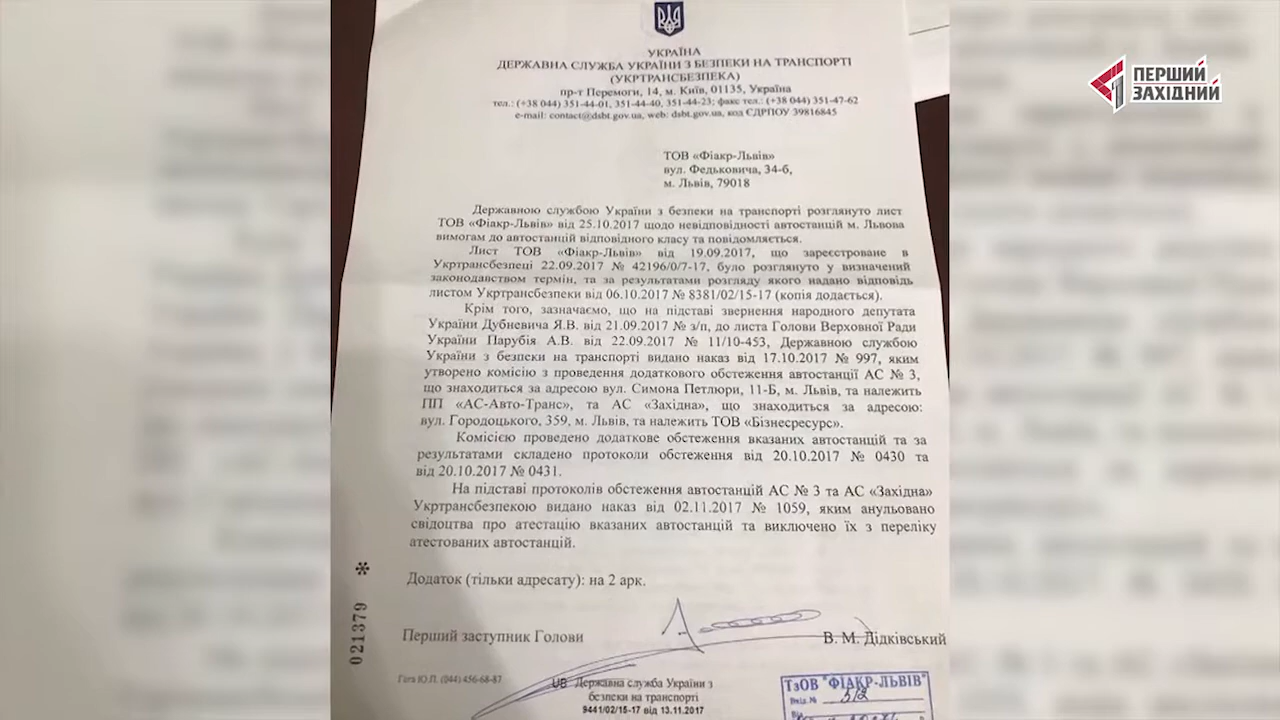 УКРАЇНА
ДЕРЖАВНА СЛУЖБА УКРАЇНИ З БЕЗПЕКИ НА ТРАНСПОРТІ
(УКРТРАНСБЕЗПЕКА)
пр-т Перемоги, 14, м. Київ, 01135, Україна
тел.: (+38 044) 351-44-01, 351-44-40, 351-44-23; факс тел.: (+38 044) 351-47-62
e-mail: contact@dsbt.gov.ua, web: dsbt.gov.ua, код ЄДРПОУ 39816845
ПЕРШИЙ
ЗАХІДНИЙ
ТОВ «Фіакр-Львів»
вул. Федьковича, 34-б,
м. Львів, 79018
Державною службою України з безпеки на транспорті розглянуто лист
ТОВ «Фіакр-Львів» від 25.10.2017 щодо невідповідності автостанцій м. Львова
вимогам до автостанцій відповідного класу та повідомляється.
Лист ТОВ «Фіакр-Львів» від 19.09.2017, що зареєстроване в
Укртрансбезпеці 22.09.2017 № 42196/0/7-17, було розглянуто у визначений
законодавством термін, та за результатами розгляду якого надано відповідь
листом Укртрансбезпеки від 06.10.2017 № 8381/02/15-17 (копія додається).
Крім того, зазначаємо, що на підставі звернення народного депутата
України Дубневича Я.В. від 21.09.2017 № з/п, до листа Голови Верховної Ради
України Парубія А.В. від 22.09.2017 № 11/10-453, Державною службою
України з безпеки на транспорті видано наказ від 17.10.2017 № 997, яким
утворено комісію з проведення додаткового обстеження автостанції АС № 3,
що знаходиться за адресою вул. Симона Петлюри, 11-Б, м. Львів, та належить
ПП «АС-Авто-Транс», та АС «Західна», що знаходиться за адресою:
вул. Городоцького, 359, м. Львів, та належить ТОВ «Бізнесресурс».
Комісією проведено додаткове обстеження вказаних автостанцій та за
результатами складено протоколи обстеження від 20.10.2017 № 0430 та
від 20.10.2017 № 0431.
На підставі протоколів обстеження автостанцій АС № 3 та АС «Західна»
Укртрансбезпекою видано наказ від 02.11.2017 № 1059, яким анульовано
свідоцтва про атестацію вказаних автостанцій та виключено їх з переліку
атестованих автостанцій.
Додаток (тільки адресату): на 2 арк.
021379 *
Перший заступник Голови
В. М. Дідківський
Гіга Ю.П. (044) 456-68-87
UB Державна служба України з
безпеки на транспорті
9441/02/15-17 від 13.11.2017
ТзОВ "ФІАКР-ЛЬВІВ"
Вхід. № 512